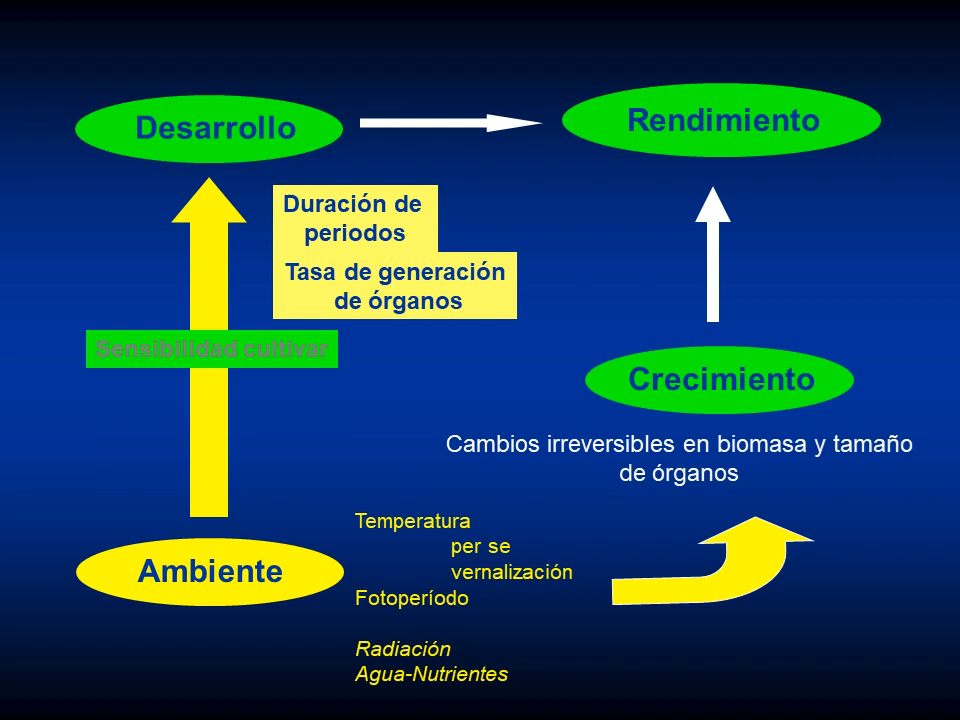 Desarrollo
Rendimiento
Duración de
periodos
Tasa de generación
de órganos
Sensibilidad cultivar
Crecimiento
Cambios irreversibles en biomasa y tamaño
de órganos
Ambiente
Temperatura
per se
vernalización
Fotoperíodo
Radiación
Agua-Nutrientes